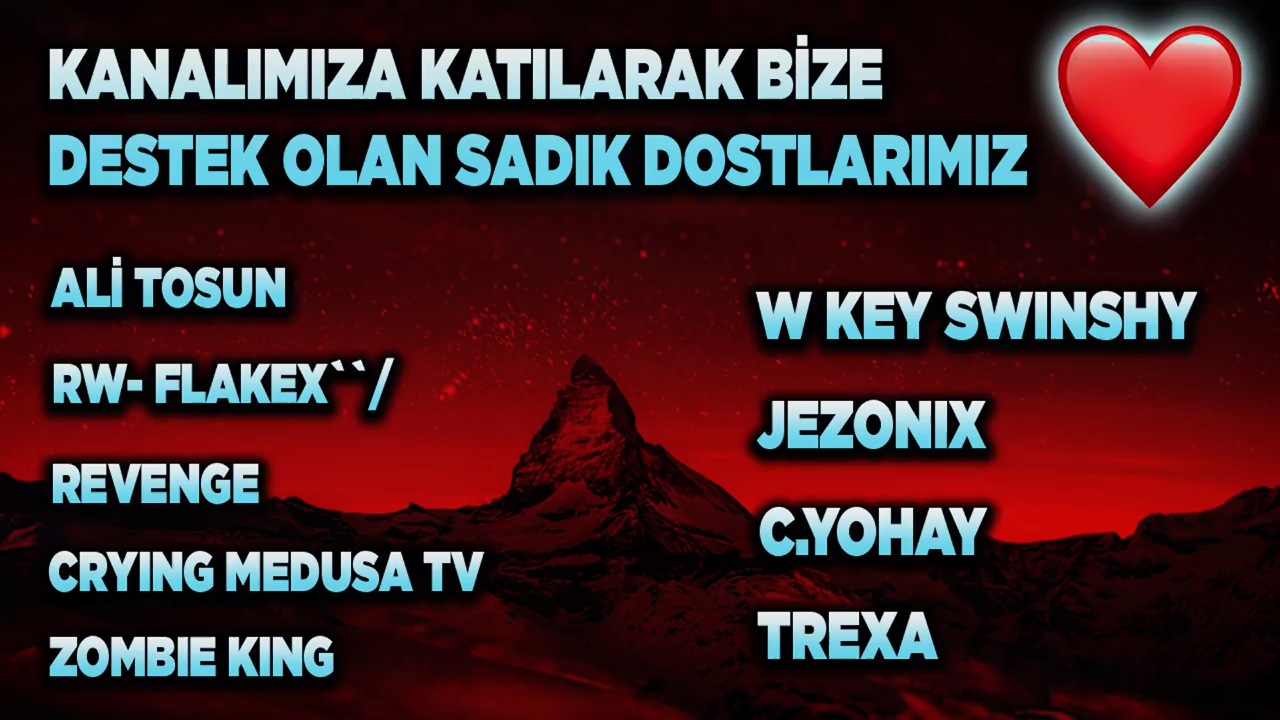 KANALIMIZA KATILARAK BİZE
DESTEK OLAN SADIK DOSTLARIMIZ
ALİ TOSUN
RW- FLAKEX``/
REVENGE
CRYING MEDUSA TV
ZOMBIE KING
W KEY SWINSHY
JEZONIX
C.YOHAY
TREXA